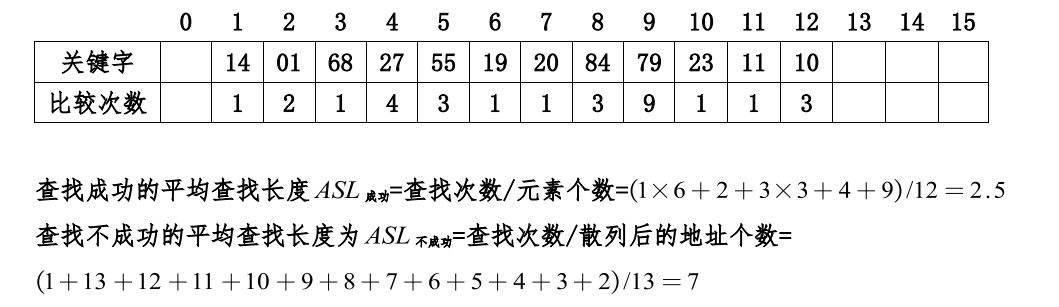 0 1 2 3 4 5 6 7 8 9 10 11 12 13 14 15
关键字 14 01 68 27 55 19 20 84 79 23 11 10
比较次数 1 2 1 4 3 1 1 3 9 1 1 3
查找成功的平均查找长度 ASL 成功=查找次数/元素个数=(1×6+2+3×3+4+9)/12=2.5
查找不成功的平均查找长度为 ASL 不成功=查找次数/散列后的地址个数=
(1+13+12+11+10+9+8+7+6+5+4+3+2)/13=7